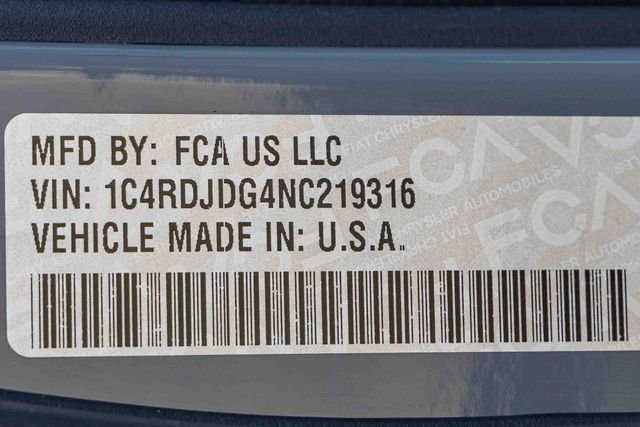 MFD BY: FCA US LLC
VIN: 1C4RDJDG4NC219316
VEHICLE MADE IN: U.S.A.